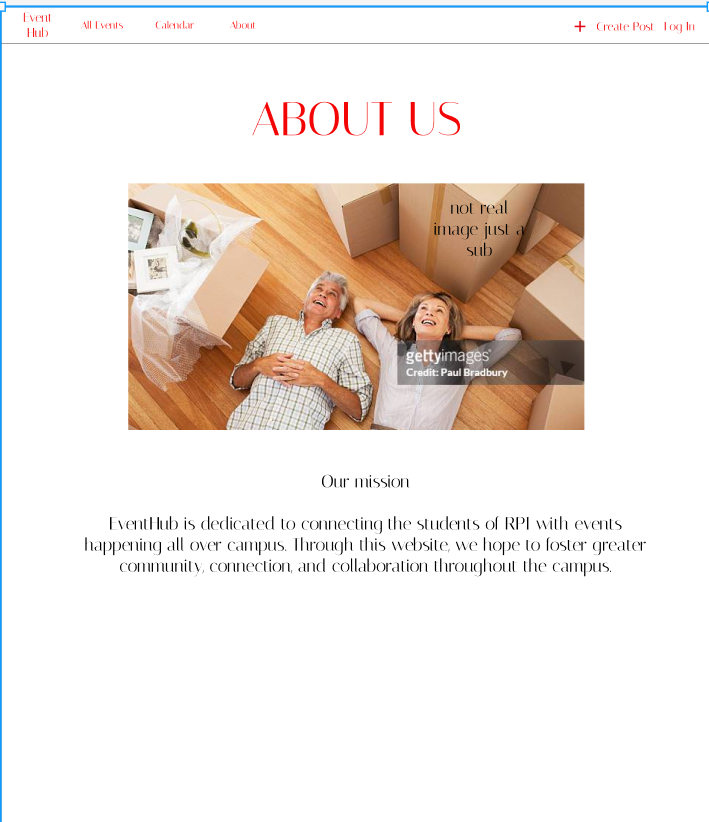 Event
Hub
All Events
Calendar
About
+ Create Post
Log In
ABOUT US
not real
image just a
sub
gettyimages®
Credit: Paul Bradbury
Our mission
EventHub is dedicated to connecting the students of RPI with events
happening all over campus. Through this website, we hope to foster greater
community, connection, and collaboration throughout the campus.